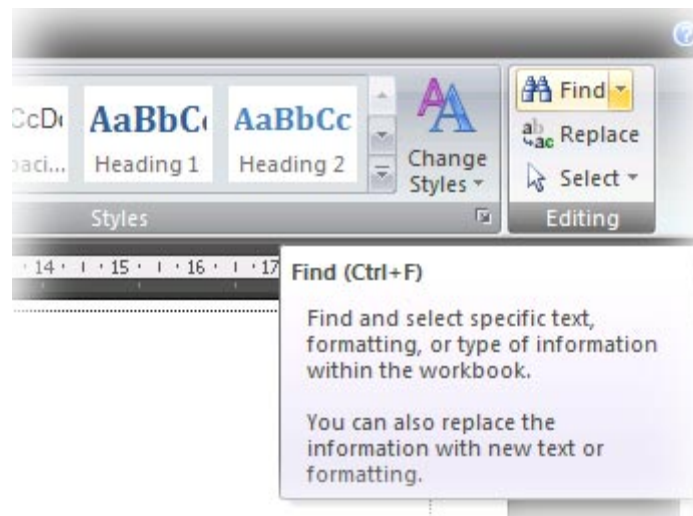 AaBbC
AaBbCc
Heading 1
Heading 2
Change
Styles
Find
Replace
Select
Styles
Editing
14 · 15 · 16 · 17
Find (Ctrl+F)
Find and select specific text,
formatting, or type of information
within the workbook.
You can also replace the
information with new text or
formatting.